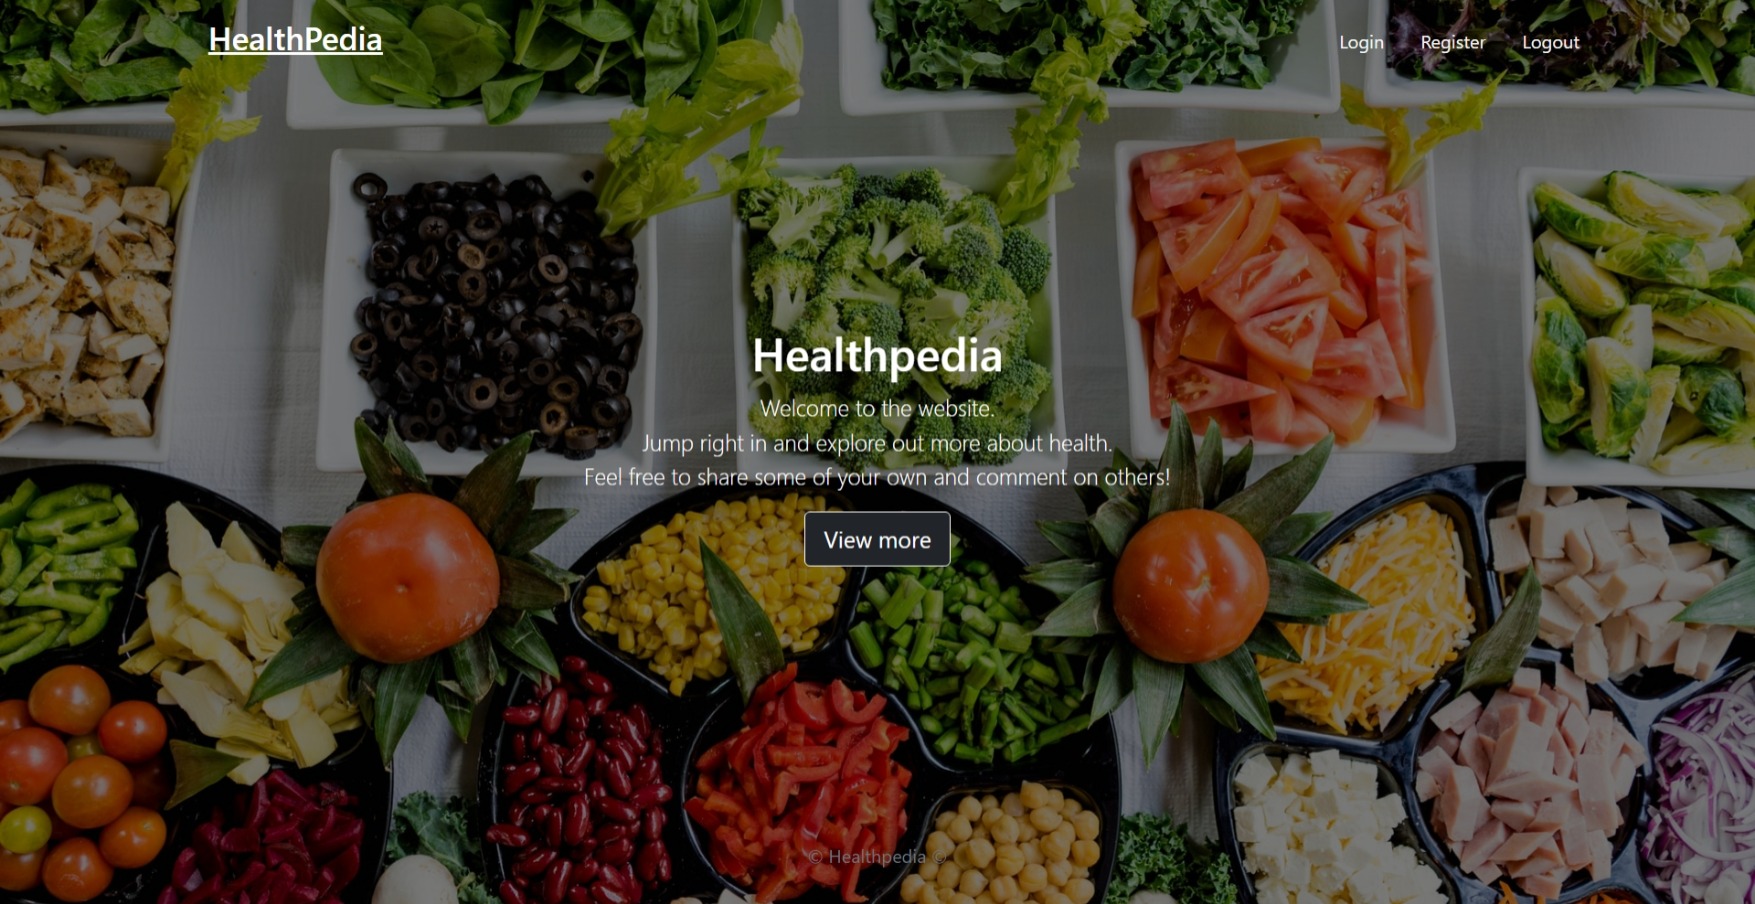 HealthPedia
Login Register Logout
Healthpedia
Welcome to the website.
Jump right in and explore out more about health.
Feel free to share some of your own and comment on others!
View more
© Healthpedia ©